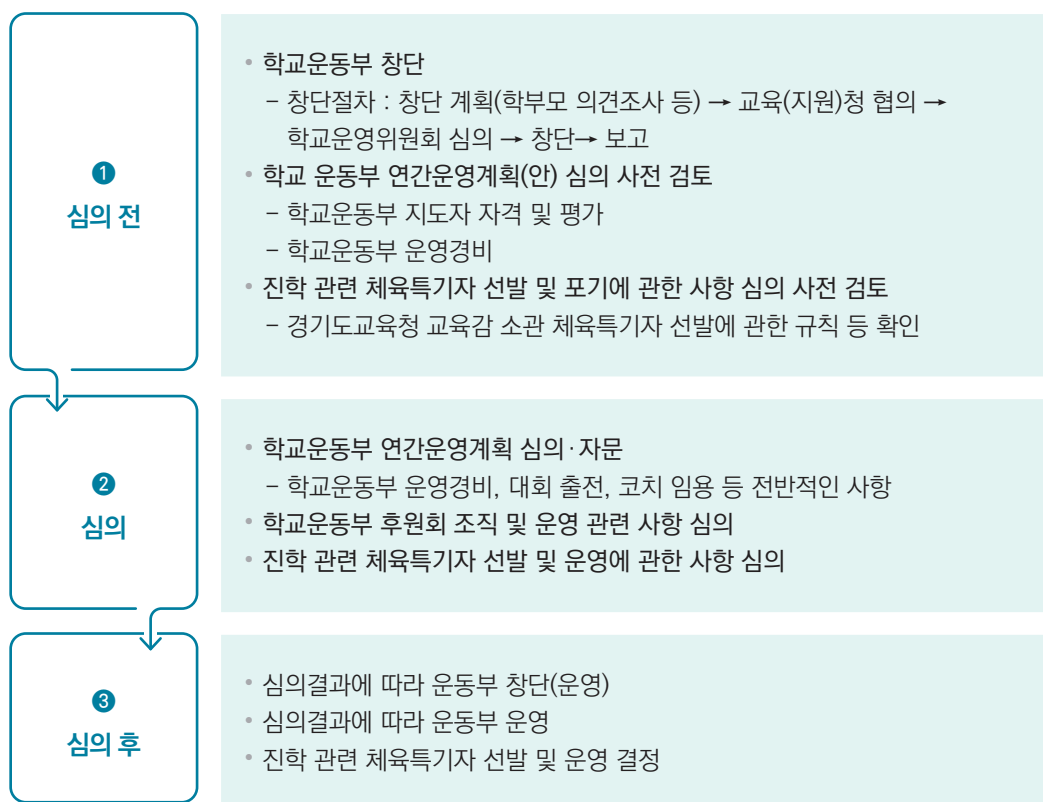 ❶
심의 전
• 학교운동부 창단
– 창단절차 : 창단 계획(학부모 의견조사 등) → 교육(지원)청 협의 →
학교운영위원회 심의 → 창단→ 보고
• 학교 운동부 연간운영계획(안) 심의 사전 검토
– 학교운동부 지도자 자격 및 평가
– 학교운동부 운영경비
• 진학 관련 체육특기자 선발 및 포기에 관한 사항 심의 사전 검토
– 경기도교육청 교육감 소관 체육특기자 선발에 관한 규칙 등 확인
❷
심의
• 학교운동부 연간운영계획 심의·자문
– 학교운동부 운영경비, 대회 출전, 코치 임용 등 전반적인 사항
• 학교운동부 후원회 조직 및 운영 관련 사항 심의
• 진학 관련 체육특기자 선발 및 운영에 관한 사항 심의
❸
심의 후
• 심의결과에 따라 운동부 창단(운영)
• 심의결과에 따라 운동부 운영
• 진학 관련 체육특기자 선발 및 운영 결정